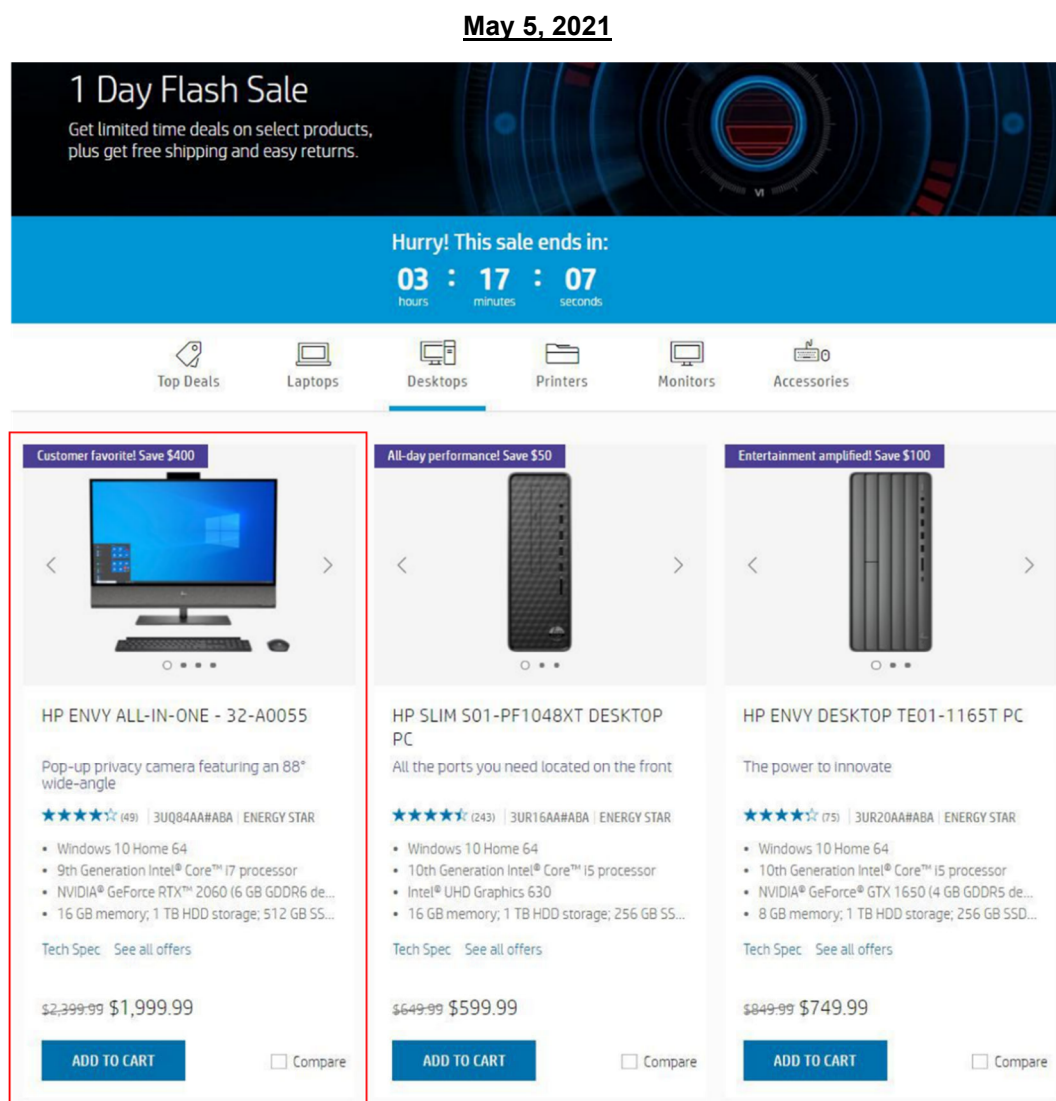 May 5, 2021
1 Day Flash Sale
Get limited time deals on select products,
plus get free shipping and easy returns.
VI
Hurry! This sale ends in:
03 : 17 : 07
hours minutes seconds
Top Deals Laptops Desktops Printers Monitors Accessories
Customer favorite! Save $400
HP ENVY ALL-IN-ONE - 32-A0055
Pop-up privacy camera featuring an 88°
wide-angle
(49) 3UQ84AA#ABA ENERGY STAR
• Windows 10 Home 64
• 9th Generation Intel® Core™ i7 processor
• NVIDIA® GeForce RTX™ 2060 (6 GB GDDR6 de...
• 16 GB memory; 1 TB HDD storage; 512 GB SS...
Tech Spec See all offers
$2,399.99 $1,999.99
ADD TO CART Compare
All-day performance! Save $50
HP SLIM S01-PF1048XT DESKTOP
PC
All the ports you need located on the front
(243) 3UR16AA#ABA ENERGY STAR
• Windows 10 Home 64
• 10th Generation Intel® Core™ i5 processor
• Intel® UHD Graphics 630
• 16 GB memory; 1 TB HDD storage; 256 GB SS...
Tech Spec See all offers
$649.99 $599.99
ADD TO CART Compare
Entertainment amplified! Save $100
HP ENVY DESKTOP TE01-1165T PC
The power to innovate
(75) 3UR20AA#ABA ENERGY STAR
• Windows 10 Home 64
• 10th Generation Intel® Core™ i5 processor
• NVIDIA® GeForce® GTX 1650 (4 GB GDDR5 de...
• 8 GB memory; 1 TB HDD storage; 256 GB SSD...
Tech Spec See all offers
$849.99 $749.99
ADD TO CART Compare